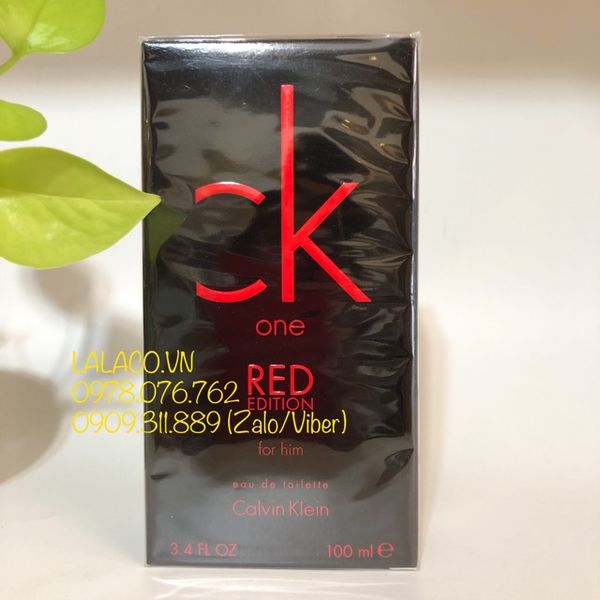 ck
one
LALACO.VN
0978.076.762
RED
EDITION
0909.311.889 (Zalo/Viber)
for him
eau de toilette
Calvin Klein
3.4 FL OZ 100 ml e